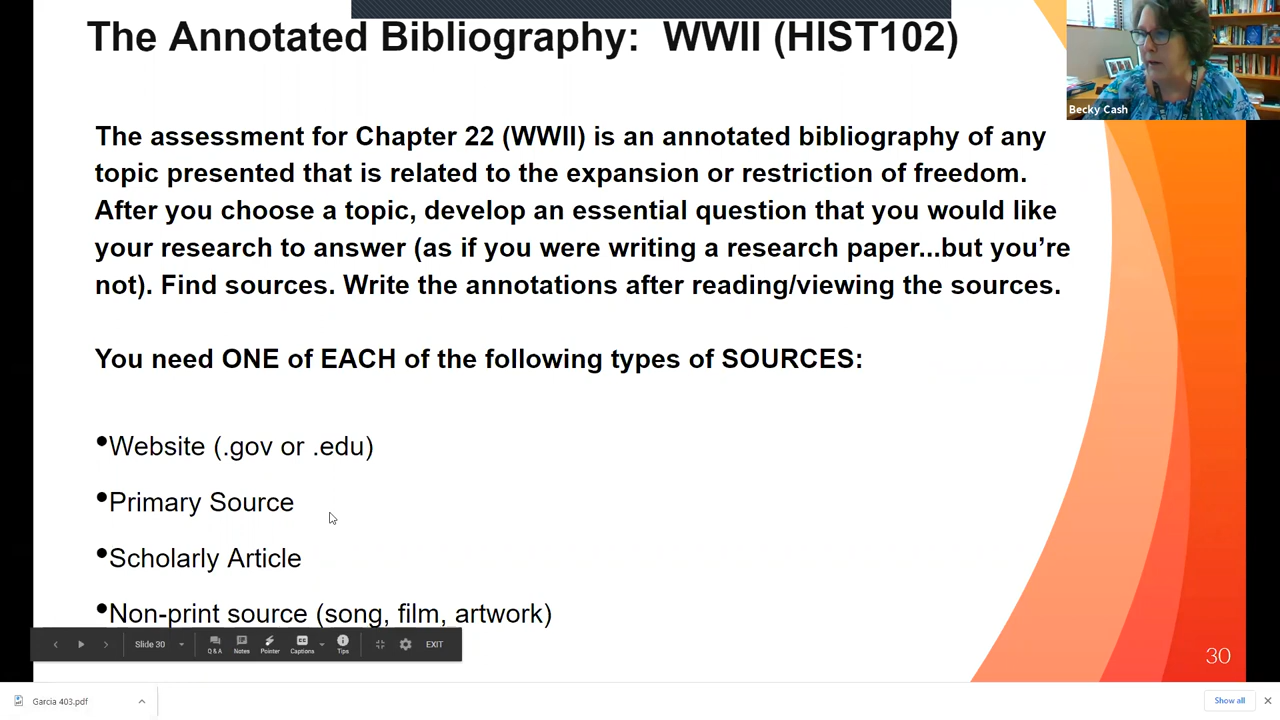 The Annotated Bibliography: WWII (HIST102)
Becky Cash
The assessment for Chapter 22 (WWII) is an annotated bibliography of any
topic presented that is related to the expansion or restriction of freedom.
After you choose a topic, develop an essential question that you would like
your research to answer (as if you were writing a research paper...but you’re
not). Find sources. Write the annotations after reading/viewing the sources.
You need ONE of EACH of the following types of SOURCES:
•Website (.gov or .edu)
•Primary Source
•Scholarly Article
•Non-print source (song, film, artwork)
Slide 30
Q & A
Notes
Pointer
CC
Captions
Tips
EXIT
30
Garcia 403.pdf
Show all